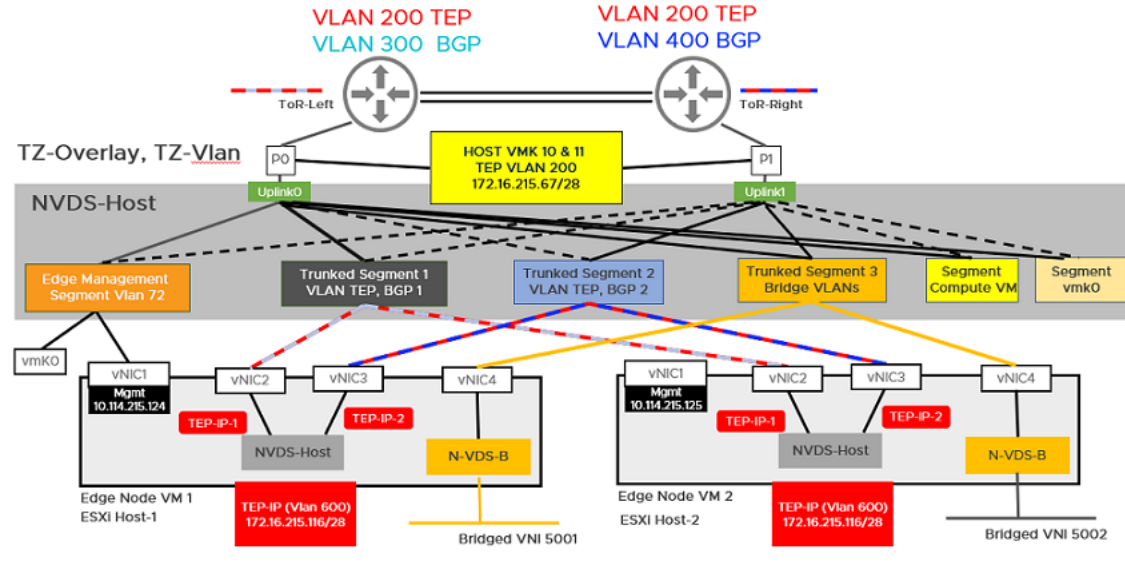 VLAN 200 TEP
VLAN 300 BGP
VLAN 200 TEP
VLAN 400 BGP
ToR-Left
ToR-Right
TZ-Overlay, TZ-Vlan
P0
HOST VMK 10 & 11
TEP VLAN 200
172.16.215.67/28
P1
Uplink0
Uplink1
NVDS-Host
Edge Management
Segment Vlan 72
Trunked Segment 1
VLAN TEP, BGP 1
Trunked Segment 2
VLAN TEP, BGP 2
Trunked Segment 3
Bridge VLANs
Segment
Compute VM
Segment
vmk0
vmK0
vNIC1
Mgmt
10.114.215.124
vNIC2
vNIC3
vNIC4
TEP-IP-1
TEP-IP-2
NVDS-Host
N-VDS-B
Edge Node VM 1
ESXi Host-1
TEP-IP (Vlan 600)
172.16.215.116/28
Bridged VNI 5001
vNIC1
Mgmt
10.114.215.125
vNIC2
vNIC3
vNIC4
TEP-IP-1
TEP-IP-2
NVDS-Host
N-VDS-B
Edge Node VM 2
ESXi Host-2
TEP-IP (Vlan 600)
172.16.215.116/28
Bridged VNI 5002